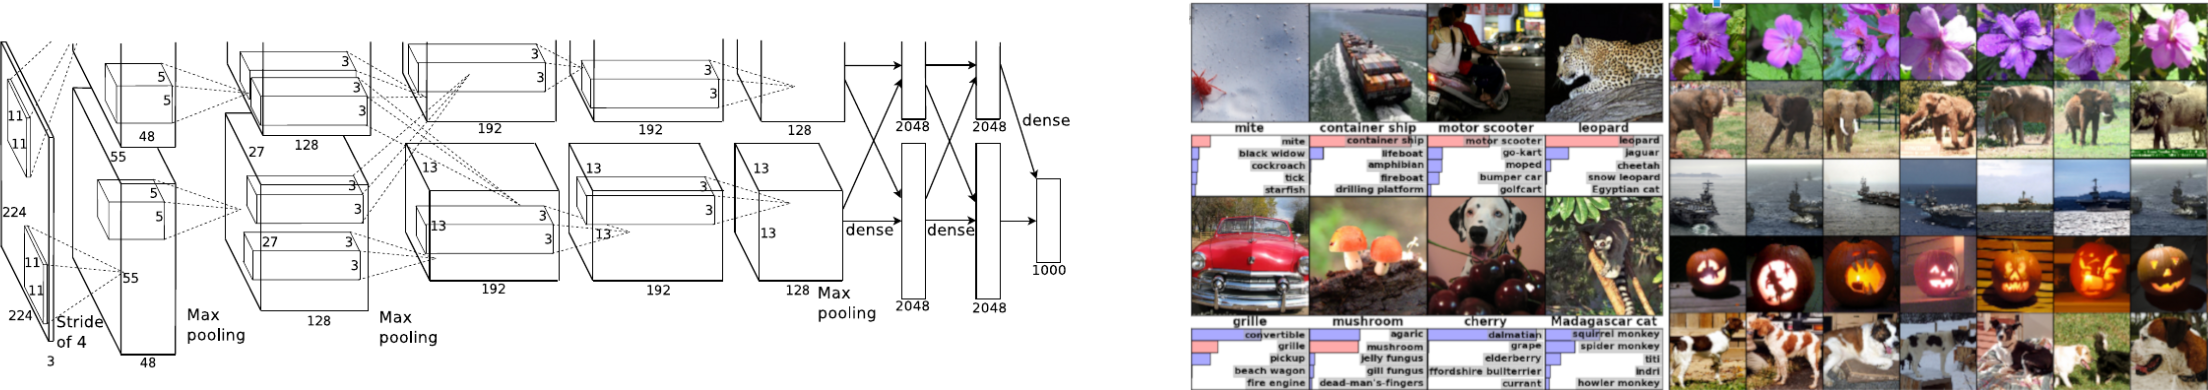 11
11
224
11
11
224
3
Stride
of 4
5
5
48
55
5
5
55
48
Max
pooling
3
3
3
128
27
3
3
27
3
3
128
Max
pooling
3
3
192
13
3
13
3
192
3
3
192
13
3
3
13
192
128
13
13
128
Max
pooling
2048
2048
dense
dense
dense
2048
2048
1000
mite
container ship
motor scooter
leopard
mite
black widow
cockroach
tick
starfish
container ship
lifeboat
amphibian
fireboat
drilling platform
motor scooter
go-kart
moped
bumper car
golfcart
leopard
jaguar
cheetah
snow leopard
Egyptian cat
grille
mushroom
cherry
Madagascar cat
convertible
grille
pickup
beach wagon
fire engine
agaric
mushroom
jelly fungus
gill fungus
dead-man's-fingers
dalmatian
grape
elderberry
ffordshire bullterrier
currant
squirrel monkey
spider monkey
titi
indri
howler monkey